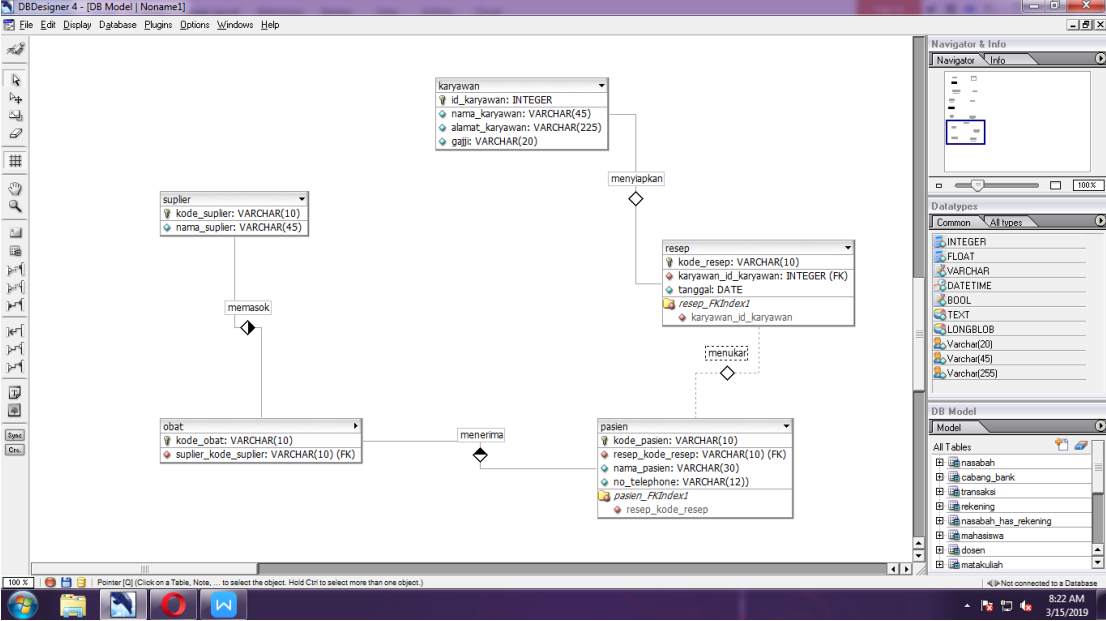 DBDesigner 4 - [DB Model | Noname1]
File Edit Display Database Plugins Options Windows Help
Navigator & Info
Navigator Info
100%
Datatypes
Common All types
INTEGER
FLOAT
VARCHAR
DATETIME
BOOL
TEXT
LONGBLOB
Varchar(20)
Varchar(45)
Varchar(255)
DB Model
Model
All Tables
nasabah
cabang_bank
transaksi
rekening
nasabah_has_rekening
mahasiswa
dosen
matakuliah
karyawan
id_karyawan: INTEGER
nama_karyawan: VARCHAR(45)
alamat_karyawan: VARCHAR(225)
gajji: VARCHAR(20)
menyiapkan
suplier
kode_suplier: VARCHAR(10)
nama_suplier: VARCHAR(45)
memasok
resep
kode_resep: VARCHAR(10)
karyawan_id_karyawan: INTEGER (FK)
tanggal: DATE
resep_FKIndex1
karyawan_id_karyawan
menukar
obat
kode_obat: VARCHAR(10)
suplier_kode_suplier: VARCHAR(10) (FK)
menerima
pasien
kode_pasien: VARCHAR(10)
resep_kode_resep: VARCHAR(10) (FK)
nama_pasien: VARCHAR(30)
no_telephone: VARCHAR(12))
pasien_FKIndex1
resep_kode_resep
Sync
100 %
Pointer [Q] (Click on a Table, Note, ... to select the object. Hold Ctrl to select more than one object.)
Not connected to a Database
8:22 AM
3/15/2019